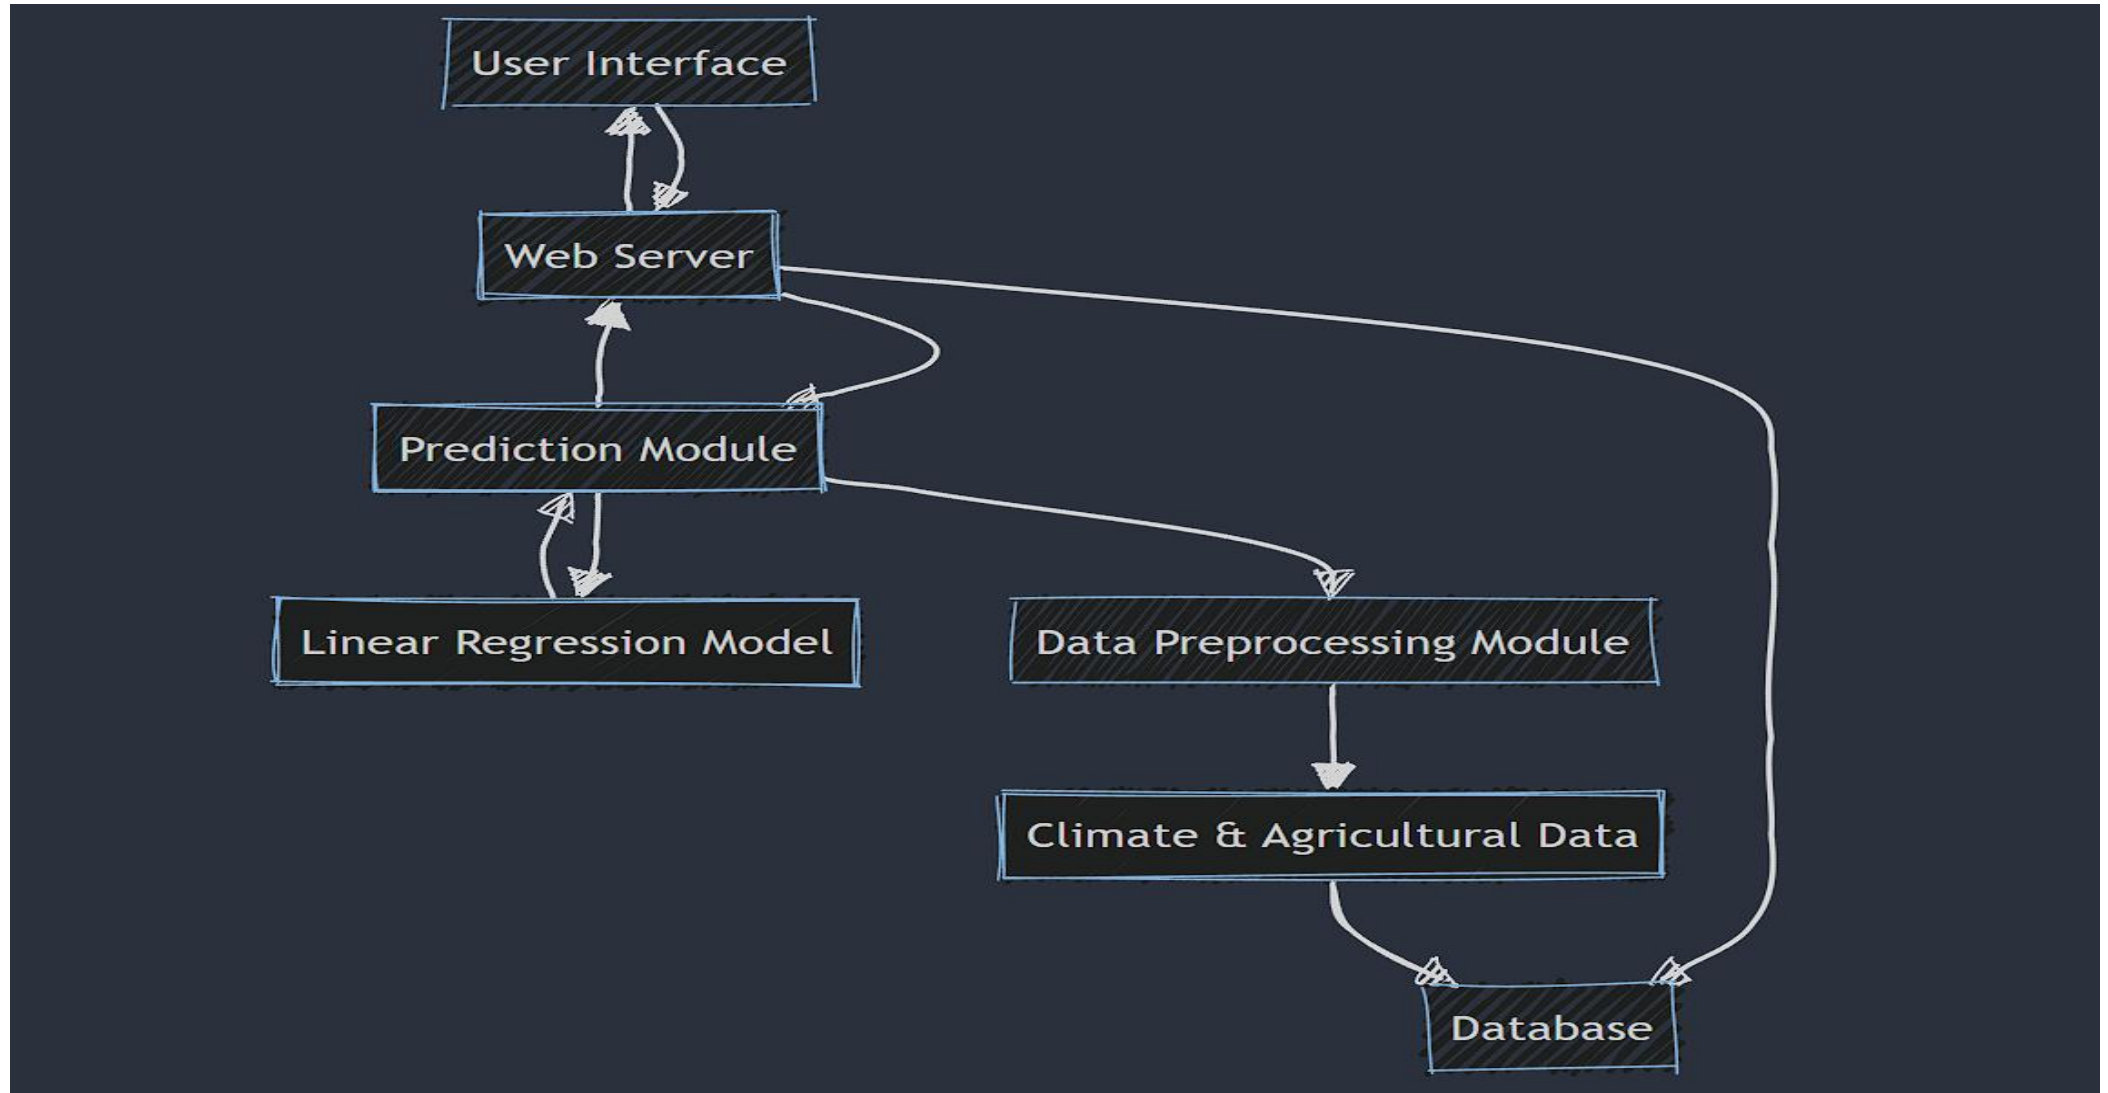 User Interface
Web Server
Prediction Module
Linear Regression Model
Data Preprocessing Module
Climate & Agricultural Data
Database